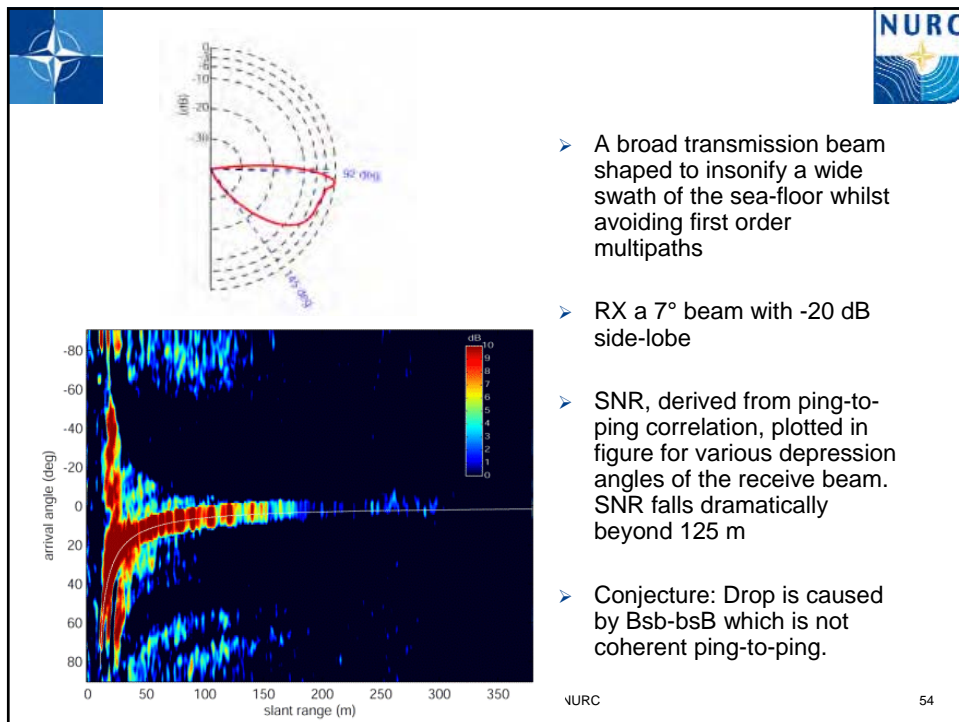 NURC
0
-10
-20
-30
(dB)
92 deg
145 deg
➢ A broad transmission beam
shaped to insonify a wide
swath of the sea-floor whilst
avoiding first order
multipaths
➢ RX a 7° beam with -20 dB
side-lobe
➢ SNR, derived from ping-to-
ping correlation, plotted in
figure for various depression
angles of the receive beam.
SNR falls dramatically
beyond 125 m
➢ Conjecture: Drop is caused
by Bsb-bsB which is not
coherent ping-to-ping.
dB
10
9
8
7
6
5
4
3
2
1
0
-80
-60
-40
-20
0
20
40
60
80
arrival angle (deg)
0 50 100 150 200 250 300 350
slant range (m)
NURC
54